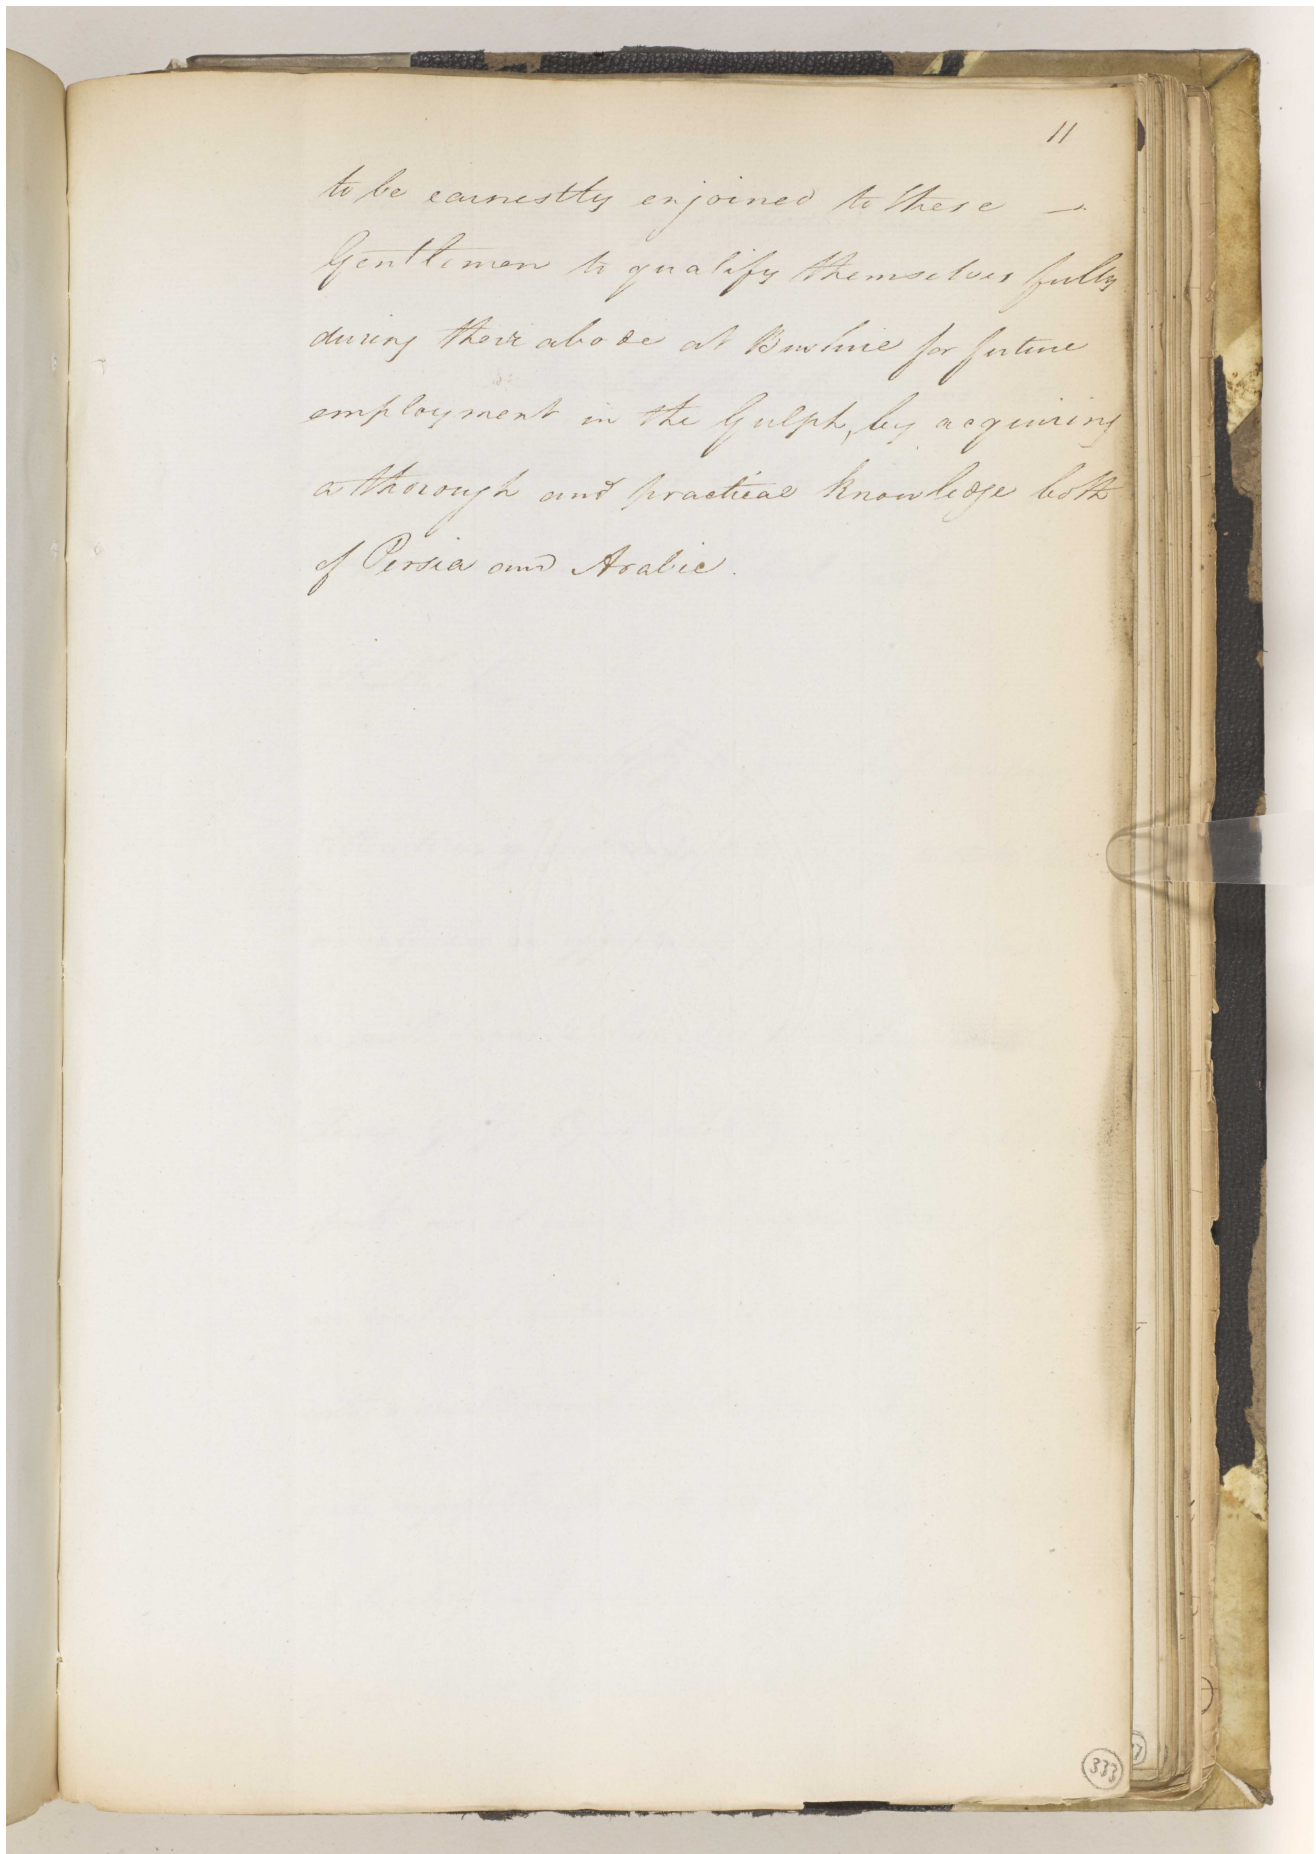 11
to be earnestly enjoined to these —
Gentlemen to qualify themselves fully
during their abode at Bushire for future
employment in the Gulph, by acquiring
a thorough and practical knowledge both
of Persia and Arabic.
333